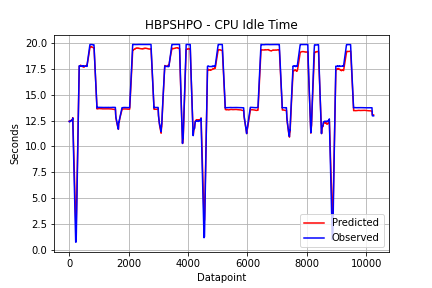 HBPSHPO - CPU Idle Time
20.0
17.5
15.0
12.5
10.0
7.5
5.0
2.5
0.0
Seconds
0 2000 4000 6000 8000 10000
Datapoint
Predicted
Observed